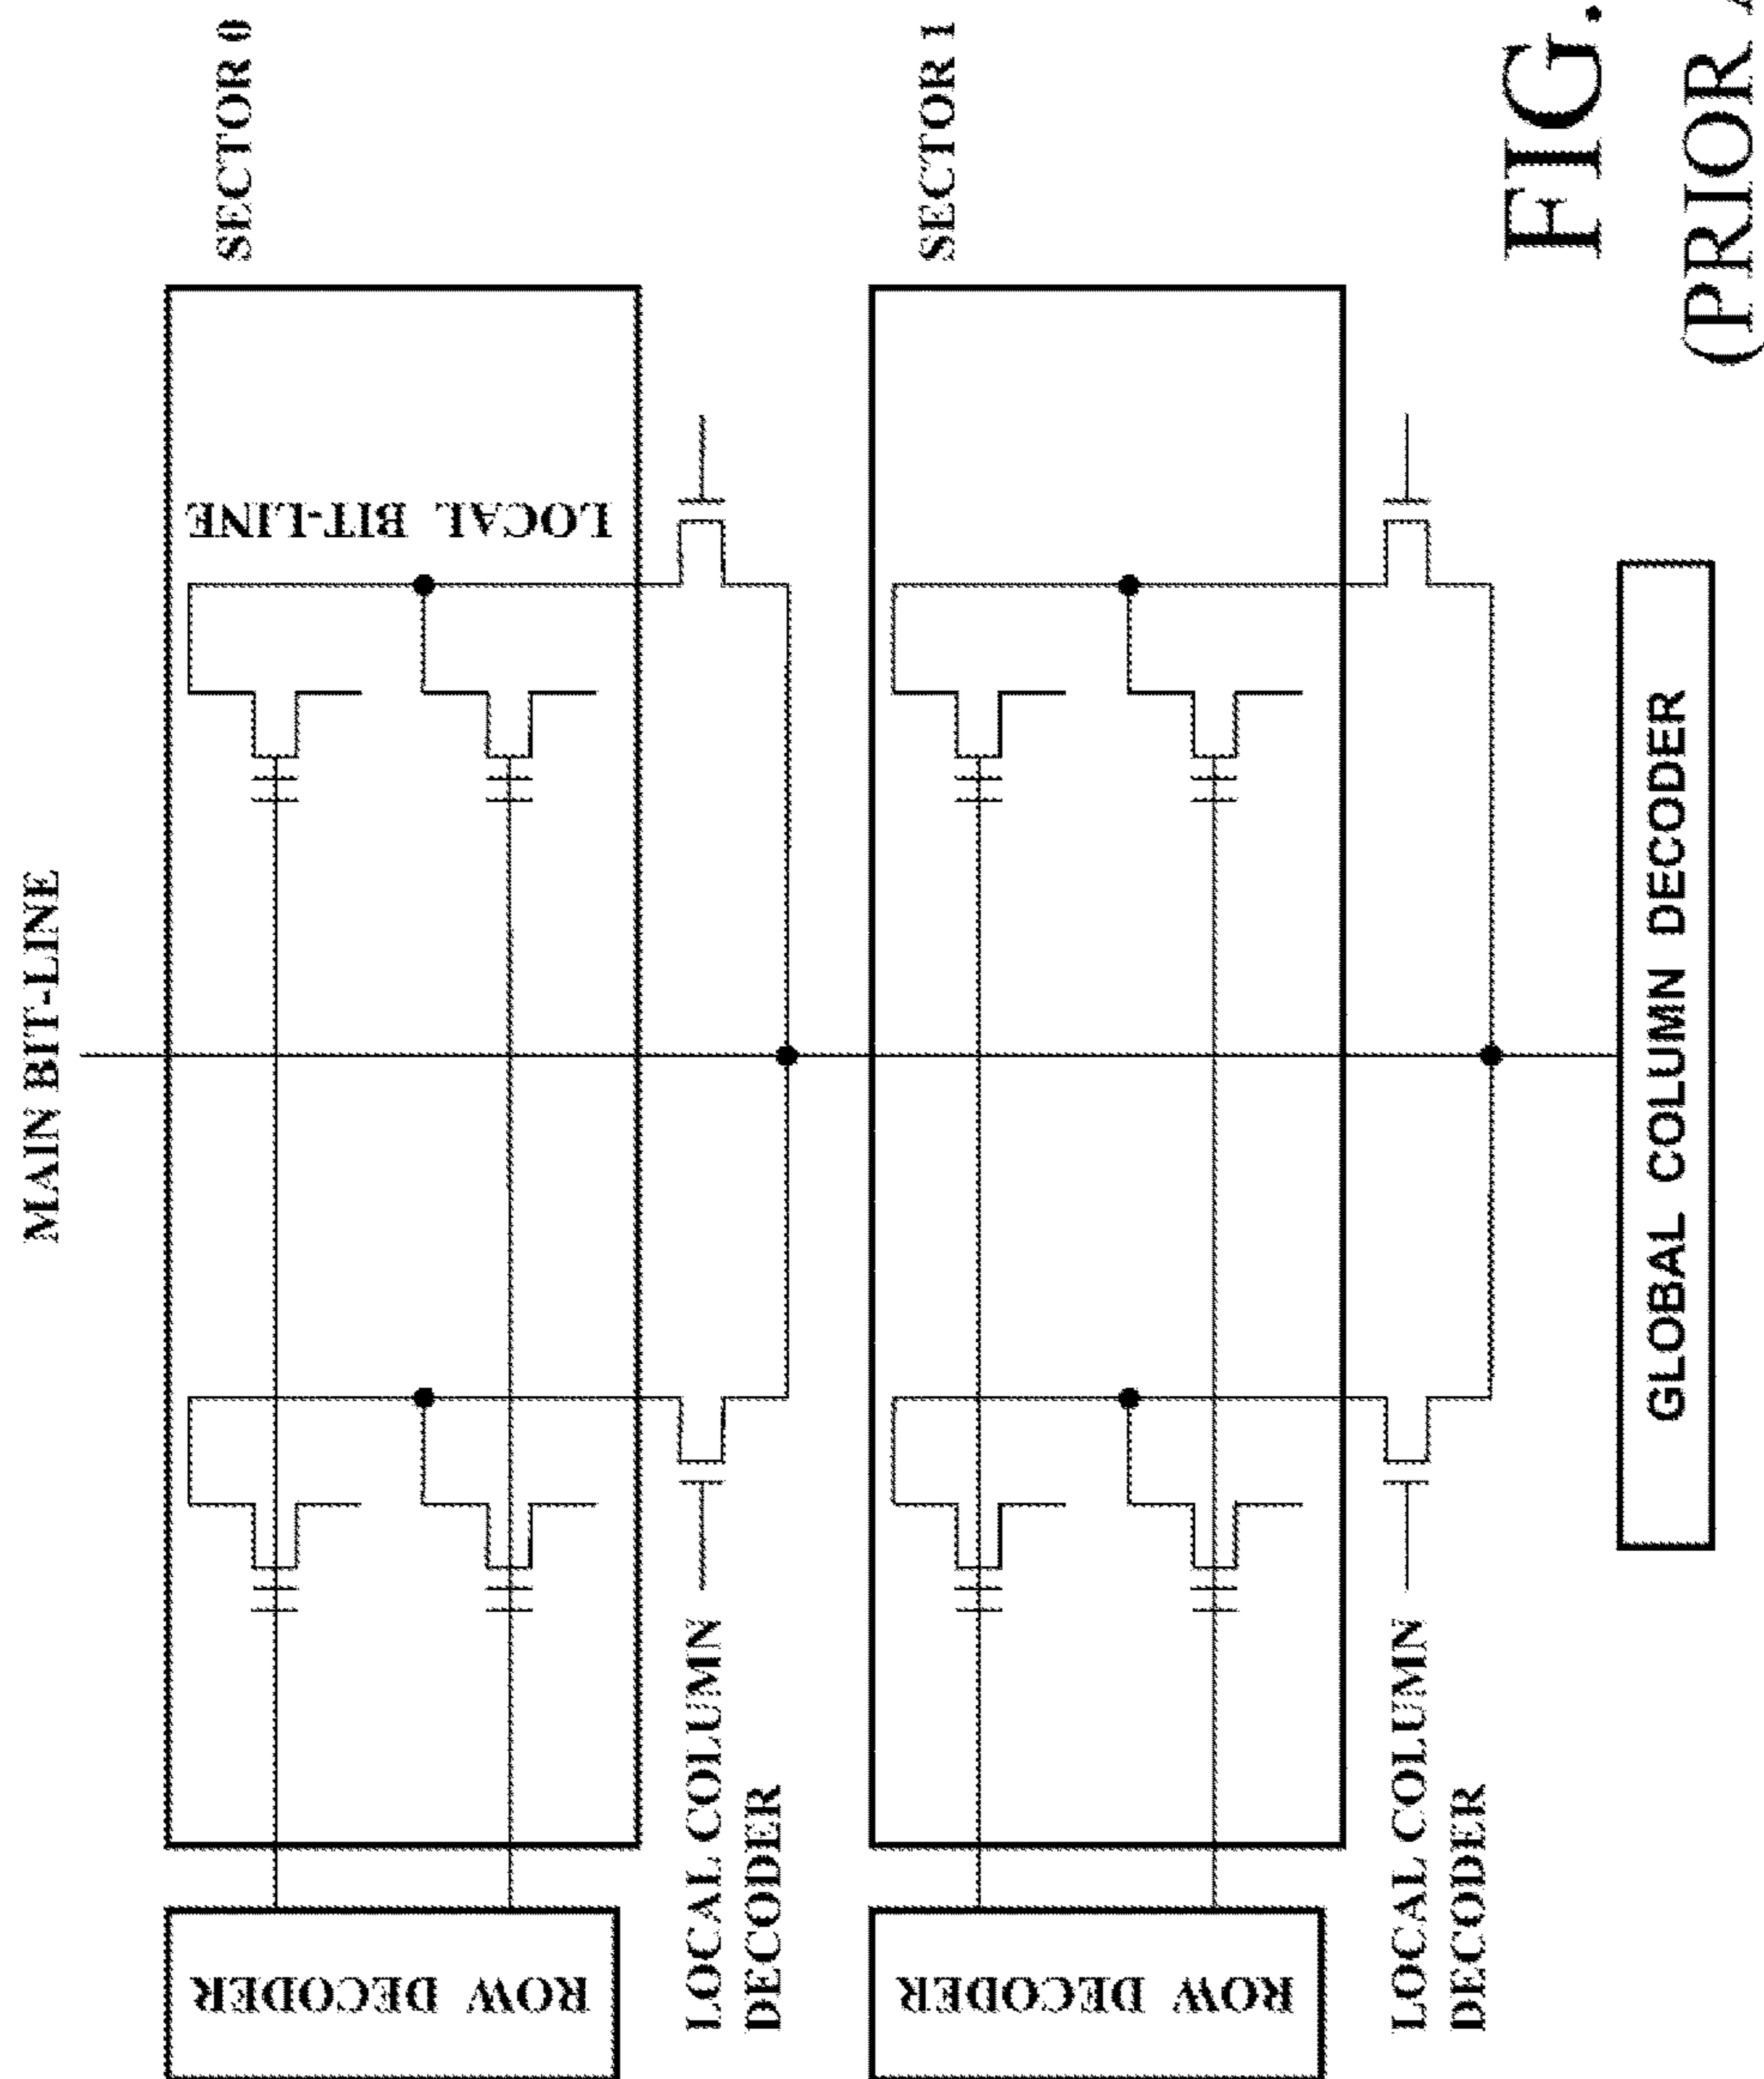 MAIN BIT-LINE
SECTOR 0
LOCAL BIT-LINE
ROW DECODER
LOCAL COLUMN
DECODER
SECTOR 1
ROW DECODER
LOCAL COLUMN
DECODER
GLOBAL COLUMN DECODER
FIG.
(PRIOR